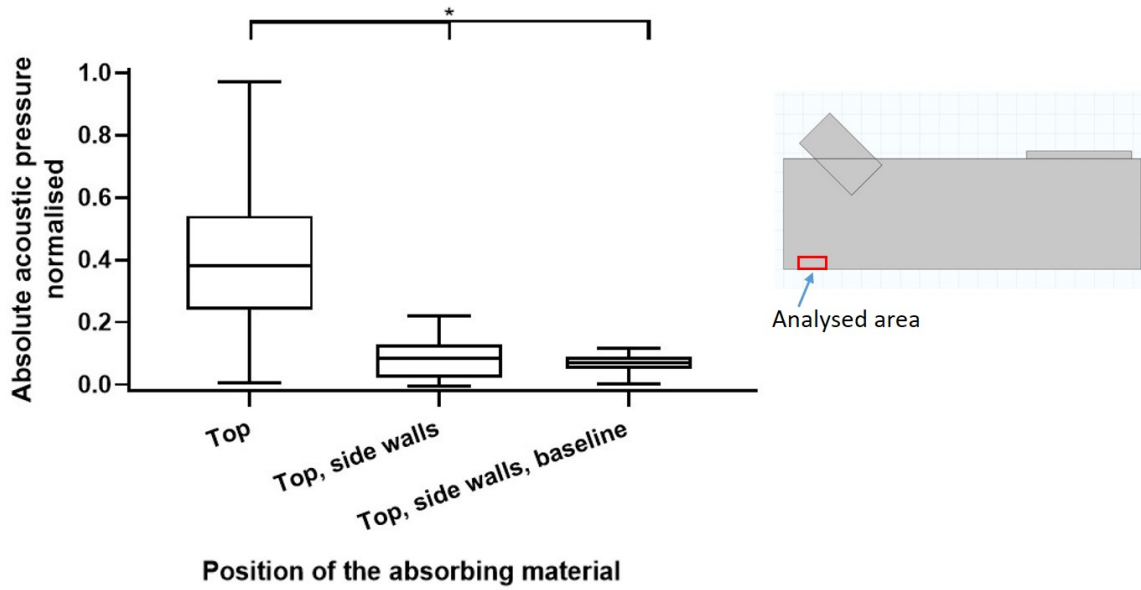 *
Absolute acoustic pressure
normalised
1.0
0.8
0.6
0.4
0.2
0.0
Top
Top, side walls
Top, side walls, baseline
Position of the absorbing material
Analysed area